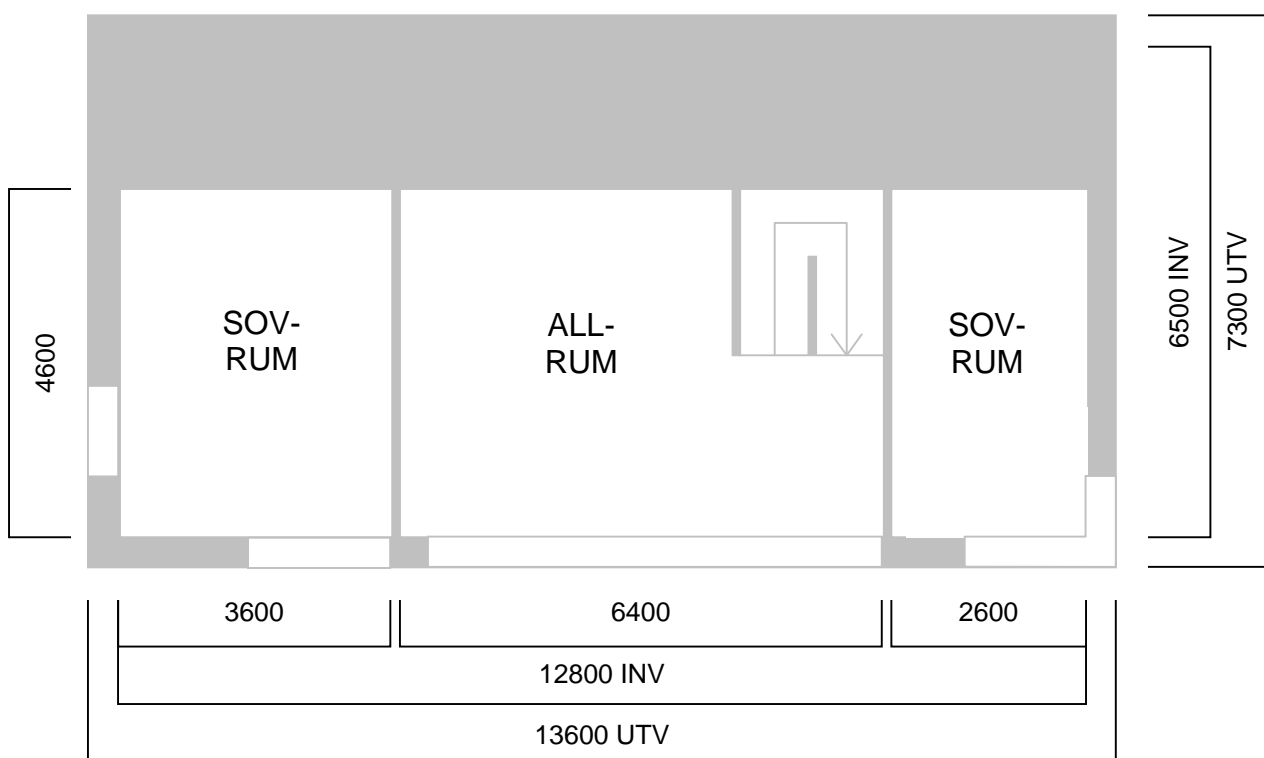 SOV-
RUM
ALL-
RUM
SOV-
RUM
4600
6500 INV
7300 UTV
3600
6400
2600
12800 INV
13600 UTV